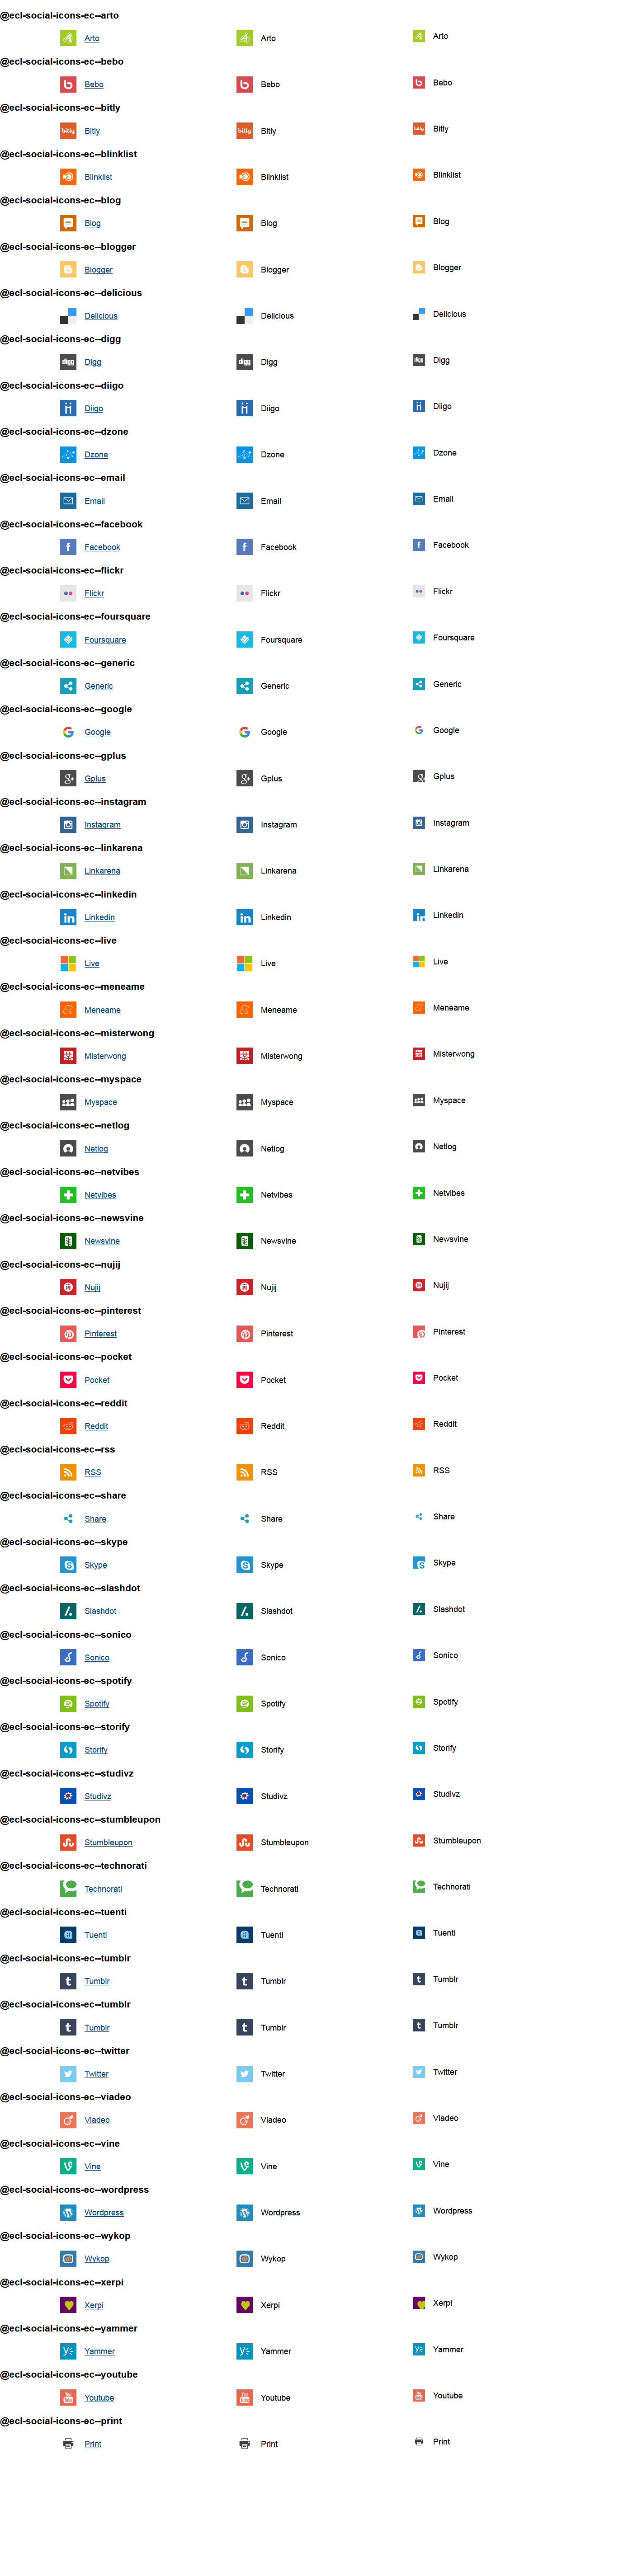 @ecl-social-icons-ec--arto
Arto Arto Arto
@ecl-social-icons-ec--bebo
Bebo Bebo Bebo
@ecl-social-icons-ec--bitly
Bitly Bitly Bitly
@ecl-social-icons-ec--blinklist
Blinklist Blinklist Blinklist
@ecl-social-icons-ec--blog
Blog Blog Blog
@ecl-social-icons-ec--blogger
Blogger Blogger Blogger
@ecl-social-icons-ec--delicious
Delicious Delicious Delicious
@ecl-social-icons-ec--digg
Digg Digg Digg
@ecl-social-icons-ec--diigo
Diigo Diigo Diigo
@ecl-social-icons-ec--dzone
Dzone Dzone Dzone
@ecl-social-icons-ec--email
Email Email Email
@ecl-social-icons-ec--facebook
Facebook Facebook Facebook
@ecl-social-icons-ec--flickr
Flickr Flickr Flickr
@ecl-social-icons-ec--foursquare
Foursquare Foursquare Foursquare
@ecl-social-icons-ec--generic
Generic Generic Generic
@ecl-social-icons-ec--google
Google Google Google
@ecl-social-icons-ec--gplus
Gplus Gplus Gplus
@ecl-social-icons-ec--instagram
Instagram Instagram Instagram
@ecl-social-icons-ec--linkarena
Linkarena Linkarena Linkarena
@ecl-social-icons-ec--linkedin
Linkedin Linkedin Linkedin
@ecl-social-icons-ec--live
Live Live Live
@ecl-social-icons-ec--meneame
Meneame Meneame Meneame
@ecl-social-icons-ec--misterwong
Misterwong Misterwong Misterwong
@ecl-social-icons-ec--myspace
Myspace Myspace Myspace
@ecl-social-icons-ec--netlog
Netlog Netlog Netlog
@ecl-social-icons-ec--netvibes
Netvibes Netvibes Netvibes
@ecl-social-icons-ec--newsvine
Newsvine Newsvine Newsvine
@ecl-social-icons-ec--nujij
Nujij Nujij Nujij
@ecl-social-icons-ec--pinterest
Pinterest Pinterest Pinterest
@ecl-social-icons-ec--pocket
Pocket Pocket Pocket
@ecl-social-icons-ec--reddit
Reddit Reddit Reddit
@ecl-social-icons-ec--rss
RSS RSS RSS
@ecl-social-icons-ec--share
Share Share Share
@ecl-social-icons-ec--skype
Skype Skype Skype
@ecl-social-icons-ec--slashdot
Slashdot Slashdot Slashdot
@ecl-social-icons-ec--sonico
Sonico Sonico Sonico
@ecl-social-icons-ec--spotify
Spotify Spotify Spotify
@ecl-social-icons-ec--storify
Storify Storify Storify
@ecl-social-icons-ec--studivz
Studivz Studivz Studivz
@ecl-social-icons-ec--stumbleupon
Stumbleupon Stumbleupon Stumbleupon
@ecl-social-icons-ec--technorati
Technorati Technorati Technorati
@ecl-social-icons-ec--tuenti
Tuenti Tuenti Tuenti
@ecl-social-icons-ec--tumblr
Tumblr Tumblr Tumblr
@ecl-social-icons-ec--tumblr
Tumblr Tumblr Tumblr
@ecl-social-icons-ec--twitter
Twitter Twitter Twitter
@ecl-social-icons-ec--viadeo
Viadeo Viadeo Viadeo
@ecl-social-icons-ec--vine
Vine Vine Vine
@ecl-social-icons-ec--wordpress
Wordpress Wordpress Wordpress
@ecl-social-icons-ec--wykop
Wykop Wykop Wykop
@ecl-social-icons-ec--xerpi
Xerpi Xerpi Xerpi
@ecl-social-icons-ec--yammer
Yammer Yammer Yammer
@ecl-social-icons-ec--youtube
Youtube Youtube Youtube
@ecl-social-icons-ec--print
Print Print Print